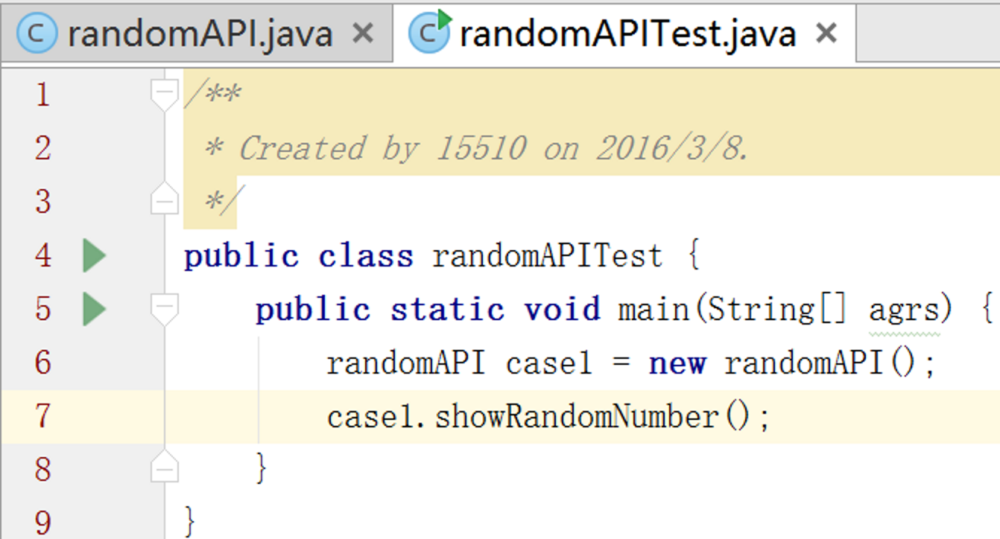 randomAPI.java randomAPITest.java
1 /**
2 * Created by 15510 on 2016/3/8.
3 */
4 public class randomAPITest {
5 public static void main(String[] agrs) {
6 randomAPI case1 = new randomAPI();
7 case1.showRandomNumber();
8 }
9 }